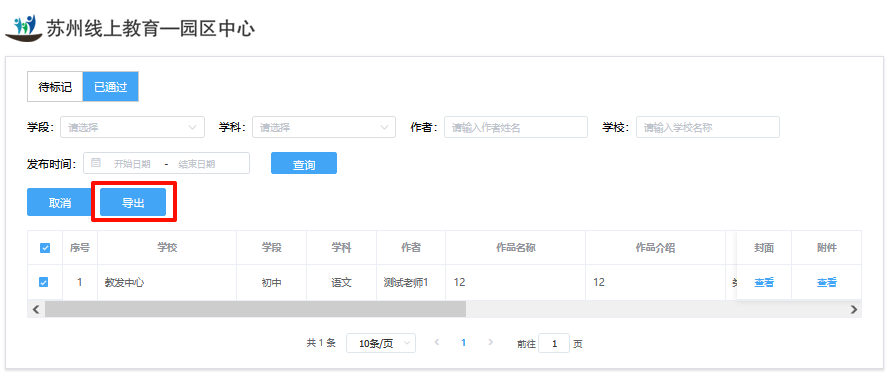 苏州线上教育—园区中心
待标记 已通过
学段: 请选择 学科: 请选择 作者: 请输入作者姓名 学校: 请输入学校名称
发布时间: 开始日期 - 结束日期 查询
取消 导出
序号 学校 学段 学科 作者 作品名称 作品介绍 封面 附件
1 教发中心 初中 语文 测试老师1 12 12 查看 查看
共 1 条 10条/页 1 前往 1 页